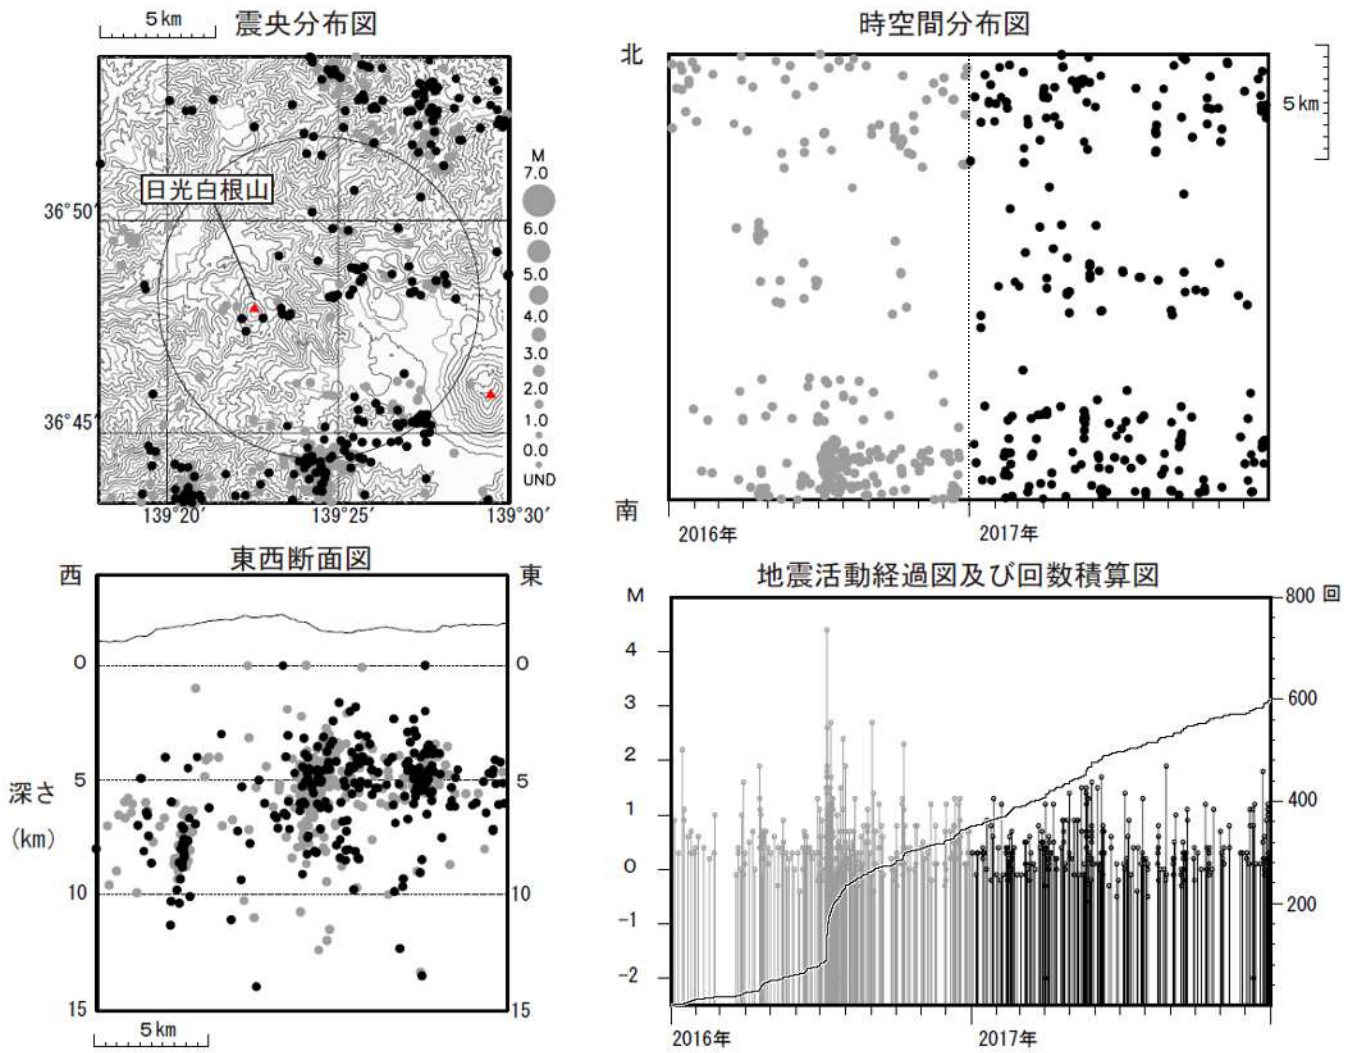 5km
震央分布図
日光白根山
36°50′
36°45′
139°20′
139°25′
139°30′
M
7.0
6.0
5.0
4.0
3.0
2.0
1.0
0.0
UND
時空間分布図
北
南
5km
2016年
2017年
東西断面図
西
東
0
0
5
5
10
10
15
15
深さ
(km)
5km
地震活動経過図及び回数積算図
M
4
3
2
1
0
-1
-2
800 回
600
400
200
2016年
2017年